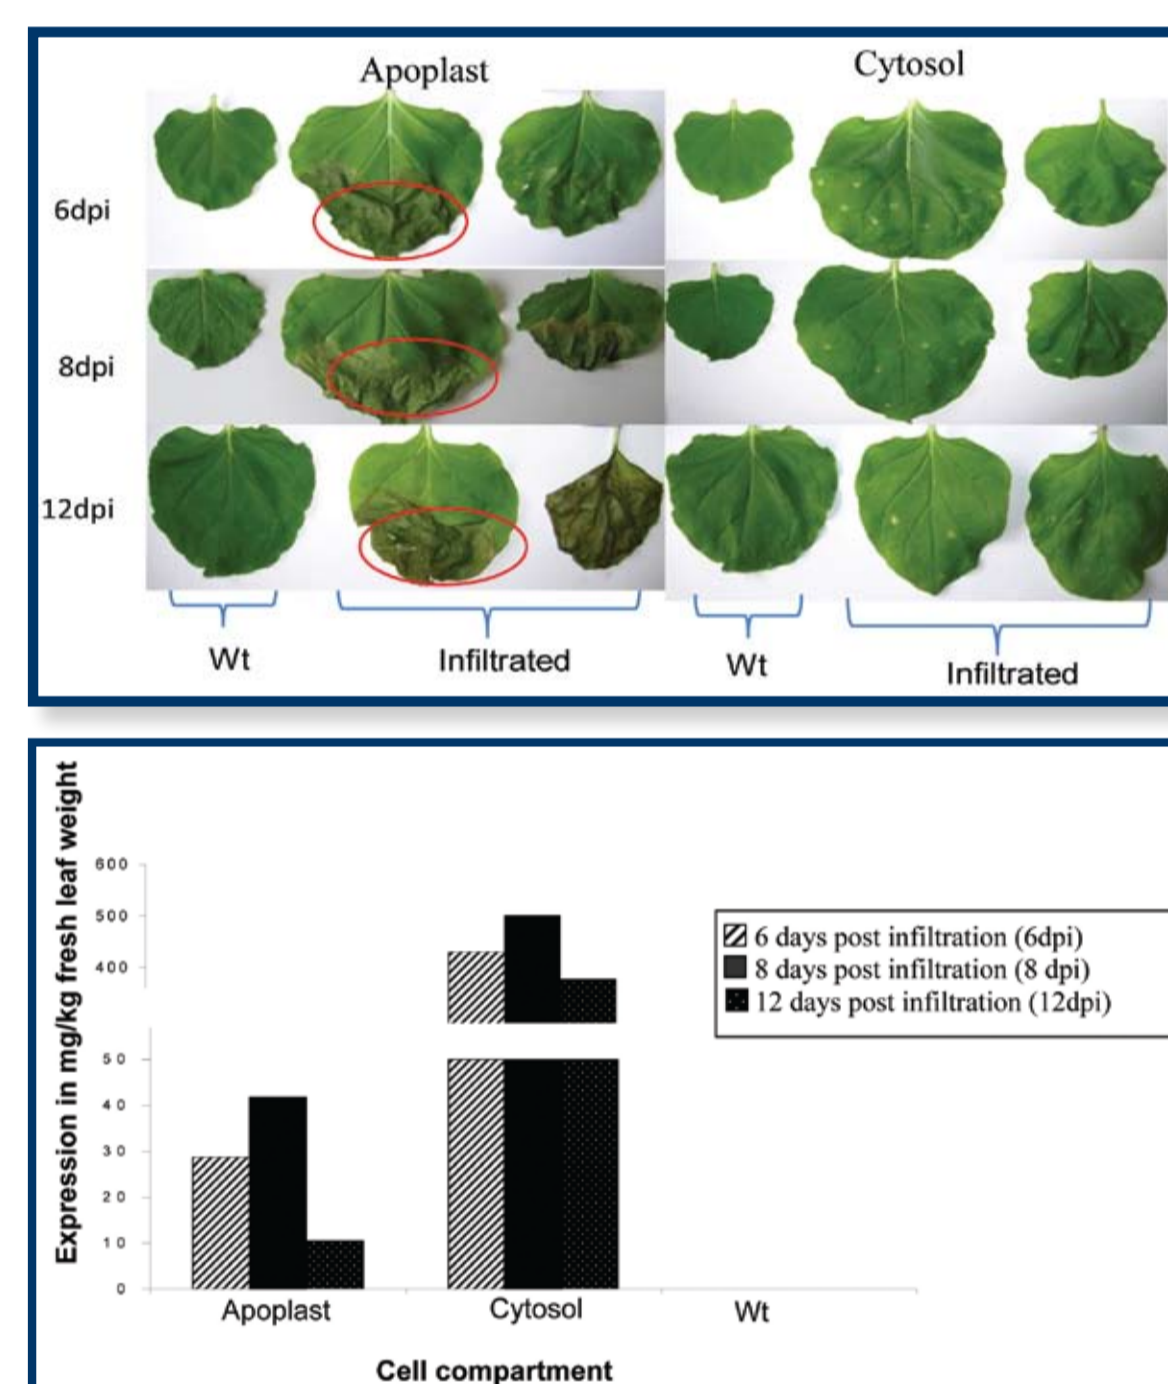 Apoplast
Cytosol
6dpi
8dpi
12dpi
Wt
Infiltrated
Wt
Infiltrated
Expression in mg/kg fresh leaf weight
600
500
400
50
40
30
20
10
0
6 days post infiltration (6dpi)
8 days post infiltration (8 dpi)
12 days post infiltration (12dpi)
Apoplast
Cytosol
Wt
Cell compartment